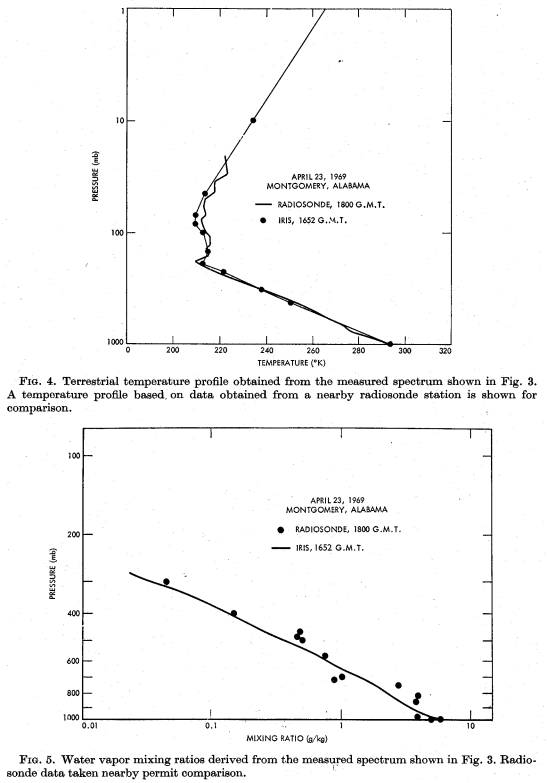 1
10
100
1000
PRESSURE (mb)
APRIL 23, 1969
MONTGOMERY, ALABAMA
RADIOSONDE, 1800 G.M.T.
IRIS, 1652 G.M.T.
0 200 220 240 260 280 300 320
TEMPERATURE (°K)
FIG. 4. Terrestrial temperature profile obtained from the measured spectrum shown in Fig. 3.
A temperature profile based on data obtained from a nearby radiosonde station is shown for
comparison.
100
200
400
600
800
1000
PRESSURE (mb)
APRIL 23, 1969
MONTGOMERY, ALABAMA
RADIOSONDE, 1800 G.M.T.
IRIS, 1652 G.M.T.
0.01 0.1 1 10
MIXING RATIO (g/kg)
FIG. 5. Water vapor mixing ratios derived from the measured spectrum shown in Fig. 3. Radio-
sonde data taken nearby permit comparison.